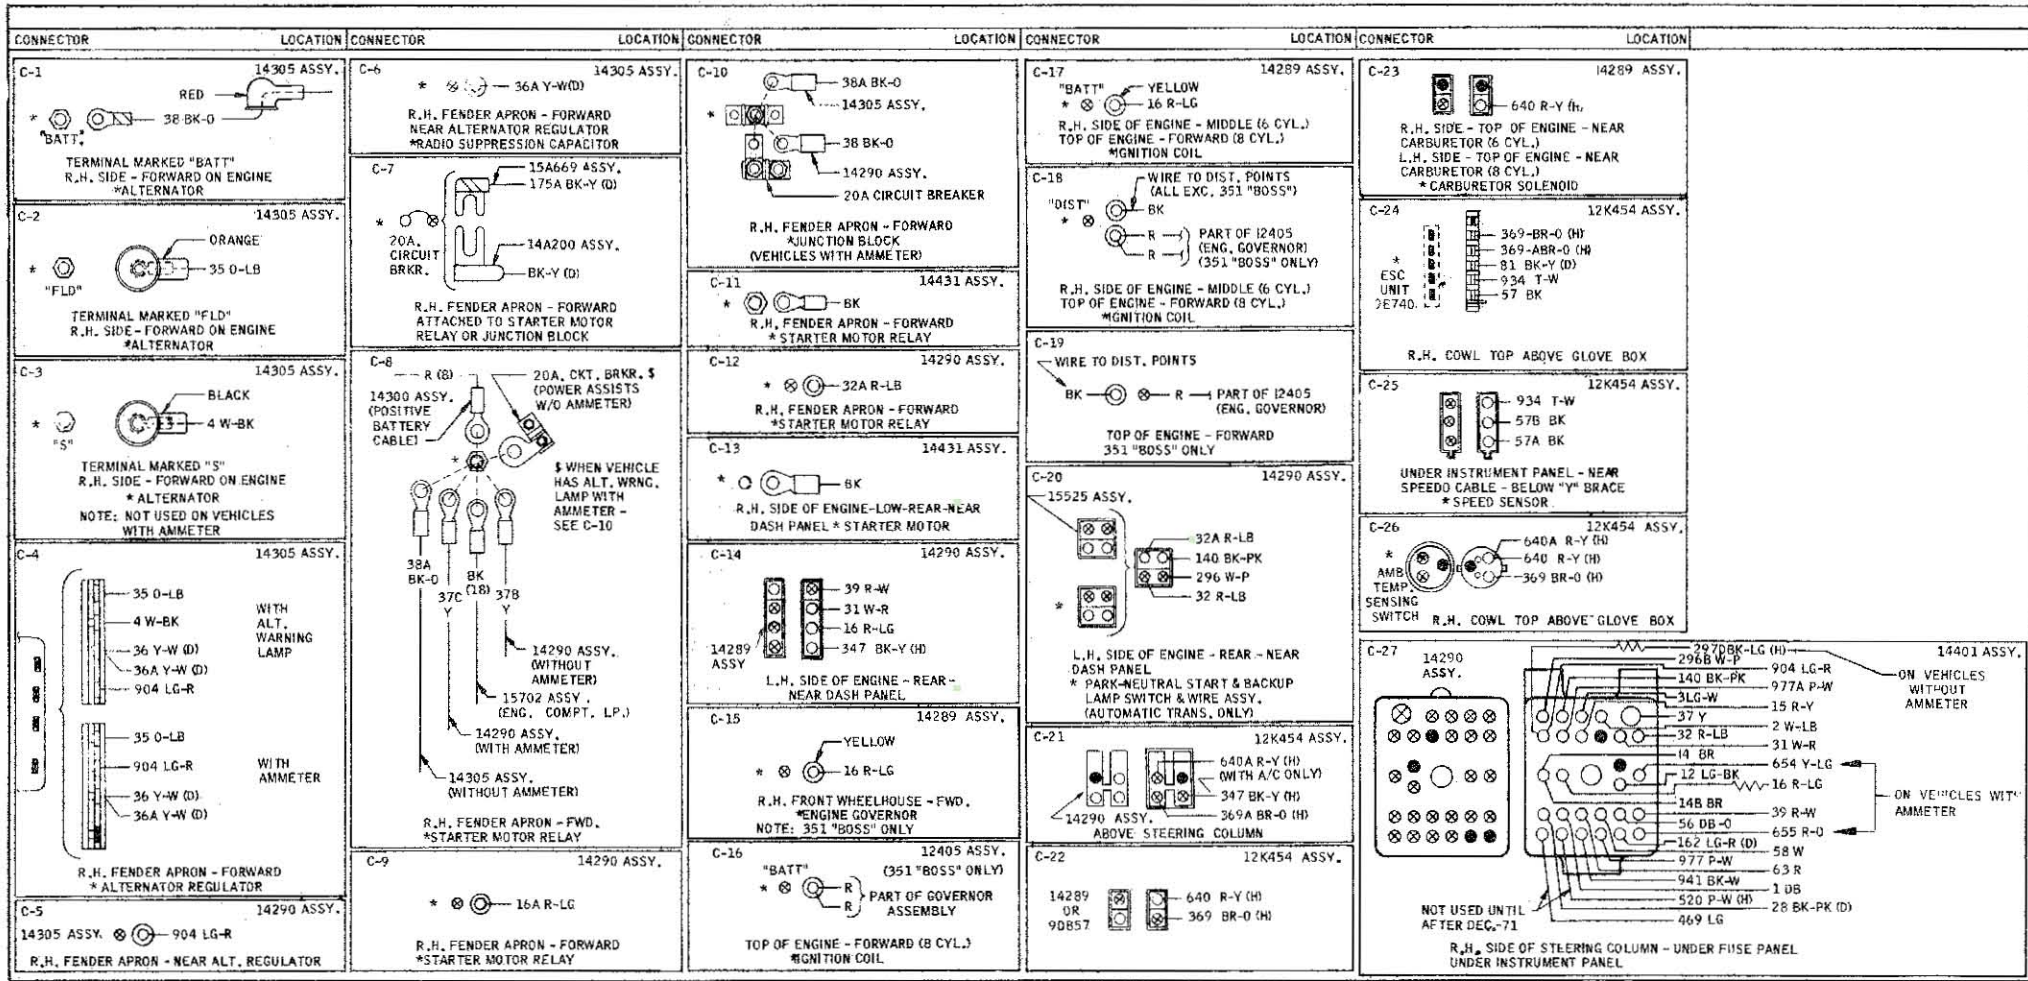 CONNECTOR LOCATION
CONNECTOR LOCATION
CONNECTOR LOCATION
CONNECTOR LOCATION
CONNECTOR LOCATION
C-1 14305 ASSY.
RED
* 38 BK-O
"BATT."
TERMINAL MARKED "BATT"
R.H. SIDE - FORWARD ON ENGINE
*ALTERNATOR
C-2 14305 ASSY.
ORANGE
* 35 O-LB
"FLD"
TERMINAL MARKED "FLD"
R.H. SIDE - FORWARD ON ENGINE
*ALTERNATOR
C-3 14305 ASSY.
BLACK
* 4 W-BK
"S"
TERMINAL MARKED "S"
R.H. SIDE - FORWARD ON ENGINE
* ALTERNATOR
NOTE: NOT USED ON VEHICLES
WITH AMMETER
C-4 14305 ASSY.
35 O-LB
4 W-BK
36 Y-W (D)
36A Y-W (D)
904 LG-R
WITH
ALT.
WARNING
LAMP
35 O-LB
904 LG-R
36 Y-W (D)
36A Y-W (D)
WITH
AMMETER
R.H. FENDER APRON - FORWARD
* ALTERNATOR REGULATOR
C-5 14290 ASSY.
14305 ASSY. 904 LG-R
R.H. FENDER APRON - NEAR ALT. REGULATOR
C-6 14305 ASSY.
* 36A Y-W(D)
R.H. FENDER APRON - FORWARD
NEAR ALTERNATOR REGULATOR
*RADIO SUPPRESSION CAPACITOR
C-7
15A669 ASSY.
175A BK-Y (D)
*
20A.
CIRCUIT
BRKR.
14A200 ASSY.
BK-Y (D)
R.H. FENDER APRON - FORWARD
ATTACHED TO STARTER MOTOR
RELAY OR JUNCTION BLOCK
C-8
R (8)
14300 ASSY.
(POSITIVE
BATTERY
CABLE)
20A. CKT. BRKR. $
(POWER ASSISTS
W/O AMMETER)
*
$ WHEN VEHICLE
HAS ALT. WRNG.
LAMP WITH
AMMETER -
SEE C-10
38A
BK-O
37C
Y
BK
(18)
37B
Y
14290 ASSY.
(WITHOUT
AMMETER)
15702 ASSY.
(ENG. COMPT. LP.)
14290 ASSY.
(WITH AMMETER)
14305 ASSY.
(WITHOUT AMMETER)
R.H. FENDER APRON - FWD.
*STARTER MOTOR RELAY
C-9 14290 ASSY.
* 16A R-LG
R.H. FENDER APRON - FORWARD
*STARTER MOTOR RELAY
C-10
38A BK-O
14305 ASSY.
*
38 BK-O
14290 ASSY.
20A CIRCUIT BREAKER
R.H. FENDER APRON - FORWARD
*JUNCTION BLOCK
(VEHICLES WITH AMMETER)
C-11 14431 ASSY.
* BK
R.H. FENDER APRON - FORWARD
* STARTER MOTOR RELAY
C-12 14290 ASSY.
* 32A R-LB
R.H. FENDER APRON - FORWARD
*STARTER MOTOR RELAY
C-13 14431 ASSY.
* BK
R.H. SIDE OF ENGINE-LOW-REAR-NEAR
DASH PANEL * STARTER MOTOR
C-14 14290 ASSY.
39 R-W
31 W-R
16 R-LG
347 BK-Y (H)
14289
ASSY
L.H. SIDE OF ENGINE - REAR -
NEAR DASH PANEL
C-15 14289 ASSY.
YELLOW
* 16 R-LG
R.H. FRONT WHEELHOUSE - FWD.
*ENGINE GOVERNOR
NOTE: 351 "BOSS" ONLY
C-16 12405 ASSY.
"BATT" (351 "BOSS" ONLY)
* R
R
PART OF GOVERNOR
ASSEMBLY
TOP OF ENGINE - FORWARD (8 CYL.)
*IGNITION COIL
C-17 14289 ASSY.
"BATT" YELLOW
* 16 R-LG
R.H. SIDE OF ENGINE - MIDDLE (6 CYL.)
TOP OF ENGINE - FORWARD (8 CYL.)
*IGNITION COIL
C-18
WIRE TO DIST. POINTS
(ALL EXC. 351 "BOSS")
"DIST"
* BK
R
R
PART OF 12405
(ENG. GOVERNOR)
(351 "BOSS" ONLY)
R.H. SIDE OF ENGINE - MIDDLE (6 CYL.)
TOP OF ENGINE - FORWARD (8 CYL.)
*IGNITION COIL
C-19
WIRE TO DIST. POINTS
BK R PART OF 12405
(ENG. GOVERNOR)
TOP OF ENGINE - FORWARD
351 "BOSS" ONLY
C-20 14290 ASSY.
15525 ASSY.
32A R-LB
140 BK-PK
296 W-P
32 R-LB
*
L.H. SIDE OF ENGINE - REAR - NEAR
DASH PANEL
* PARK-NEUTRAL START & BACKUP
LAMP SWITCH & WIRE ASSY.
(AUTOMATIC TRANS. ONLY)
C-21 12K454 ASSY.
640A R-Y (H)
(WITH A/C ONLY)
347 BK-Y (H)
369A BR-O (H)
14290 ASSY.
ABOVE STEERING COLUMN
C-22 12K454 ASSY.
14289
OR
90857
640 R-Y (H)
369 BR-O (H)
C-23 14289 ASSY.
640 R-Y (H,
R.H. SIDE - TOP OF ENGINE - NEAR
CARBURETOR (6 CYL.)
L.H. SIDE - TOP OF ENGINE - NEAR
CARBURETOR (8 CYL.)
* CARBURETOR SOLENOID
C-24 12K454 ASSY.
369-BR-O (H)
369-ABR-O (H)
81 BK-Y (D)
934 T-W
57 BK
*
ESC
UNIT
R.H. COWL TOP ABOVE GLOVE BOX
C-25 12K454 ASSY.
934 T-W
57B BK
57A BK
UNDER INSTRUMENT PANEL - NEAR
SPEEDO CABLE - BELOW "Y" BRACE
* SPEED SENSOR
C-26 12K454 ASSY.
640A R-Y (H)
640 R-Y (H)
369 BR-O (H)
*
AMB
TEMP.
SENSING
SWITCH
R.H. COWL TOP ABOVE GLOVE BOX
C-27 14401 ASSY.
14290
ASSY.
297DBK-LG (H)
296B W-P
904 LG-R
140 BK-PK
977A P-W
3LG-W
15 R-Y
37 Y
2 W-LB
32 R-LB
31 W-R
14 BR
654 Y-LG
12 LG-BK
16 R-LG
14B BR
39 R-W
56 DB-O
655 R-O
162 LG-R (D)
58 W
977 P-W
63 R
941 BK-W
1 DB
520 P-W (H)
28 BK-PK (D)
469 LG
ON VEHICLES
WITHOUT
AMMETER
ON VEHICLES WITH
AMMETER
NOT USED UNTIL
AFTER DEC.-71
R.H. SIDE OF STEERING COLUMN - UNDER FUSE PANEL
UNDER INSTRUMENT PANEL